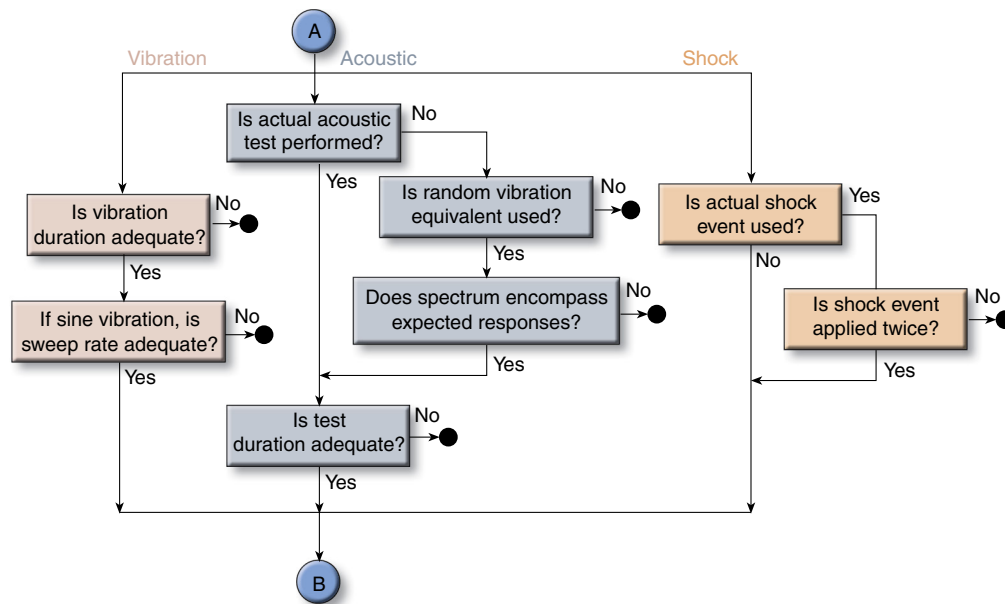 A
Vibration
Acoustic
Shock
Is actual acoustic
test performed?
No
Yes
Is vibration
duration adequate?
No
Yes
If sine vibration, is
sweep rate adequate?
No
Yes
Is random vibration
equivalent used?
No
Yes
Does spectrum encompass
expected responses?
No
Yes
Is test
duration adequate?
No
Yes
Is actual shock
event used?
Yes
No
Is shock event
applied twice?
No
Yes
B